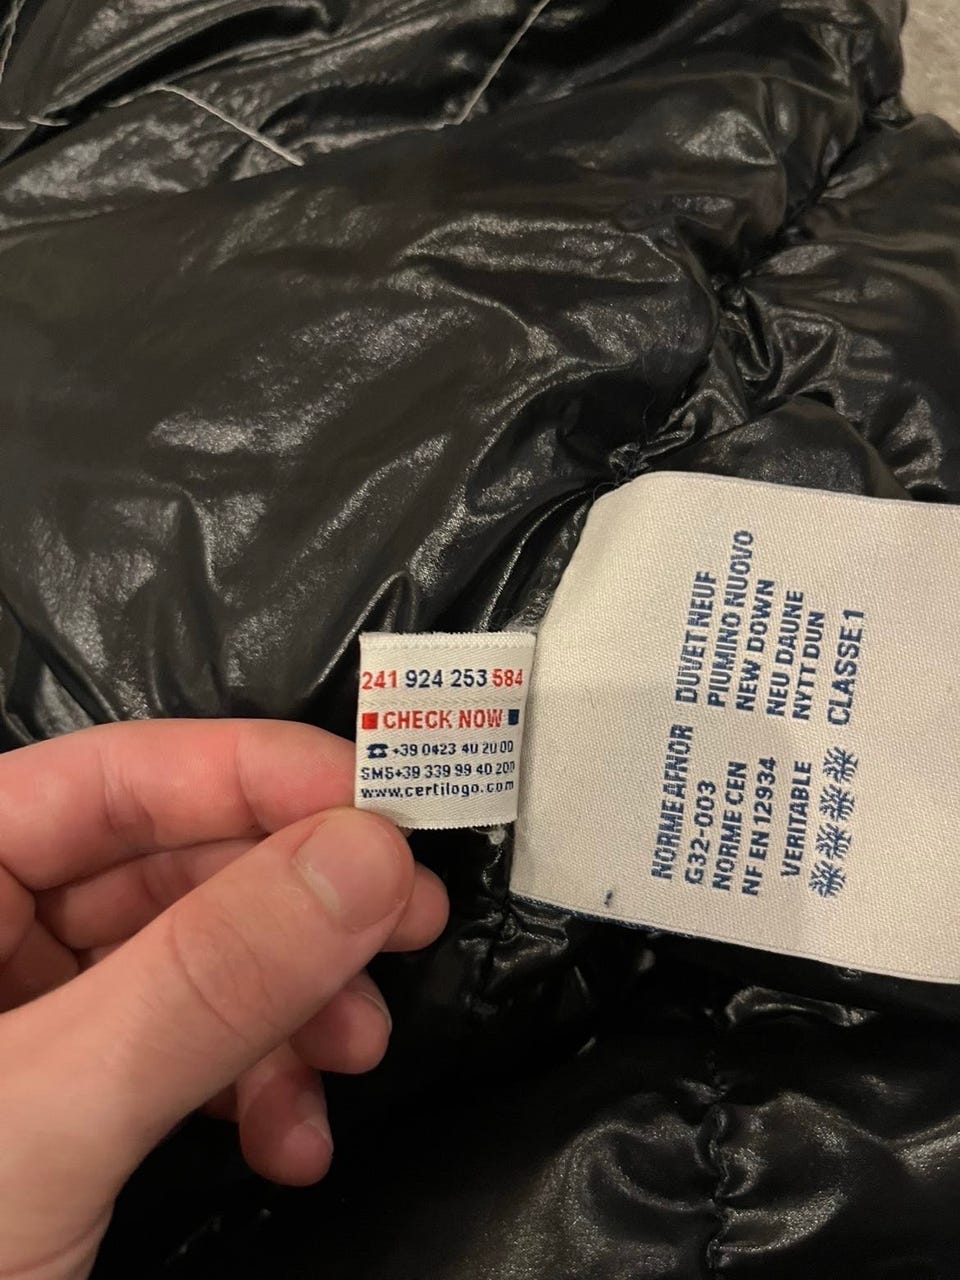 241 924 253 584
CHECK NOW
+39 0423 40 20 00
SMS+39 339 99 40 200
www.certilogo.com
NORME AFNOR DUVET NEUF
G32-003 PIUMINO NUOVO
NORME CEN NEW DOWN
NF EN 12934 NEU DAUNE
VERITABLE NYTT DUN
CLASSE 1